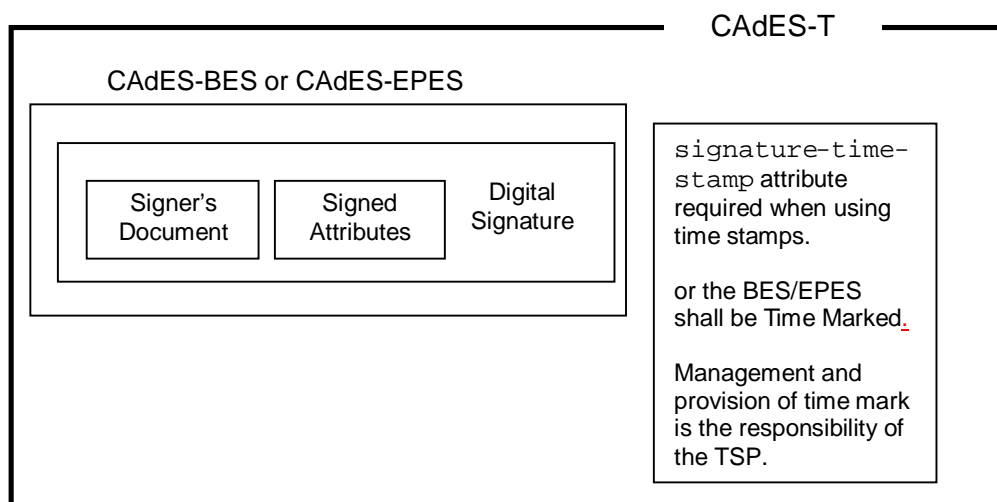 CAdES-T
CAdES-BES or CAdES-EPES
Signer's
Document
Signed
Attributes
Digital
Signature
signature-time-
stamp attribute
required when using
time stamps.
or the BES/EPES
shall be Time Marked.
Management and
provision of time mark
is the responsibility of
the TSP.